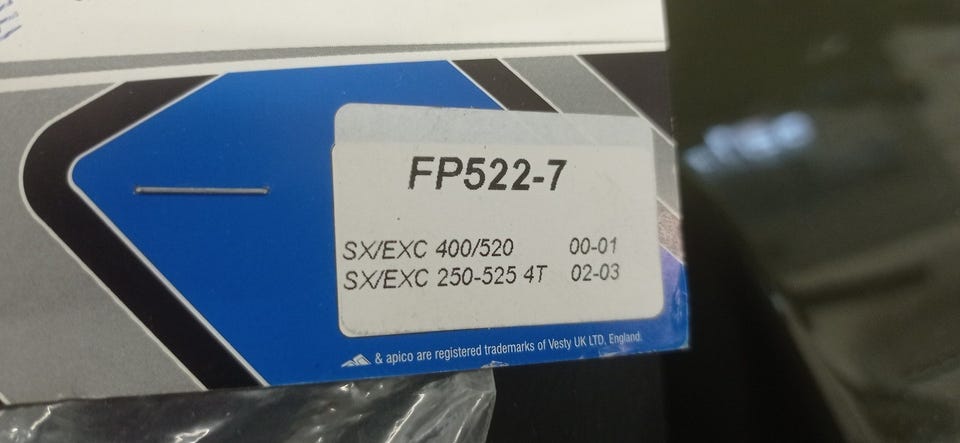 FP522-7
SX/EXC 400/520 00-01
SX/EXC 250-525 4T 02-03
& apico are registered trademarks of Vesty UK LTD, England.